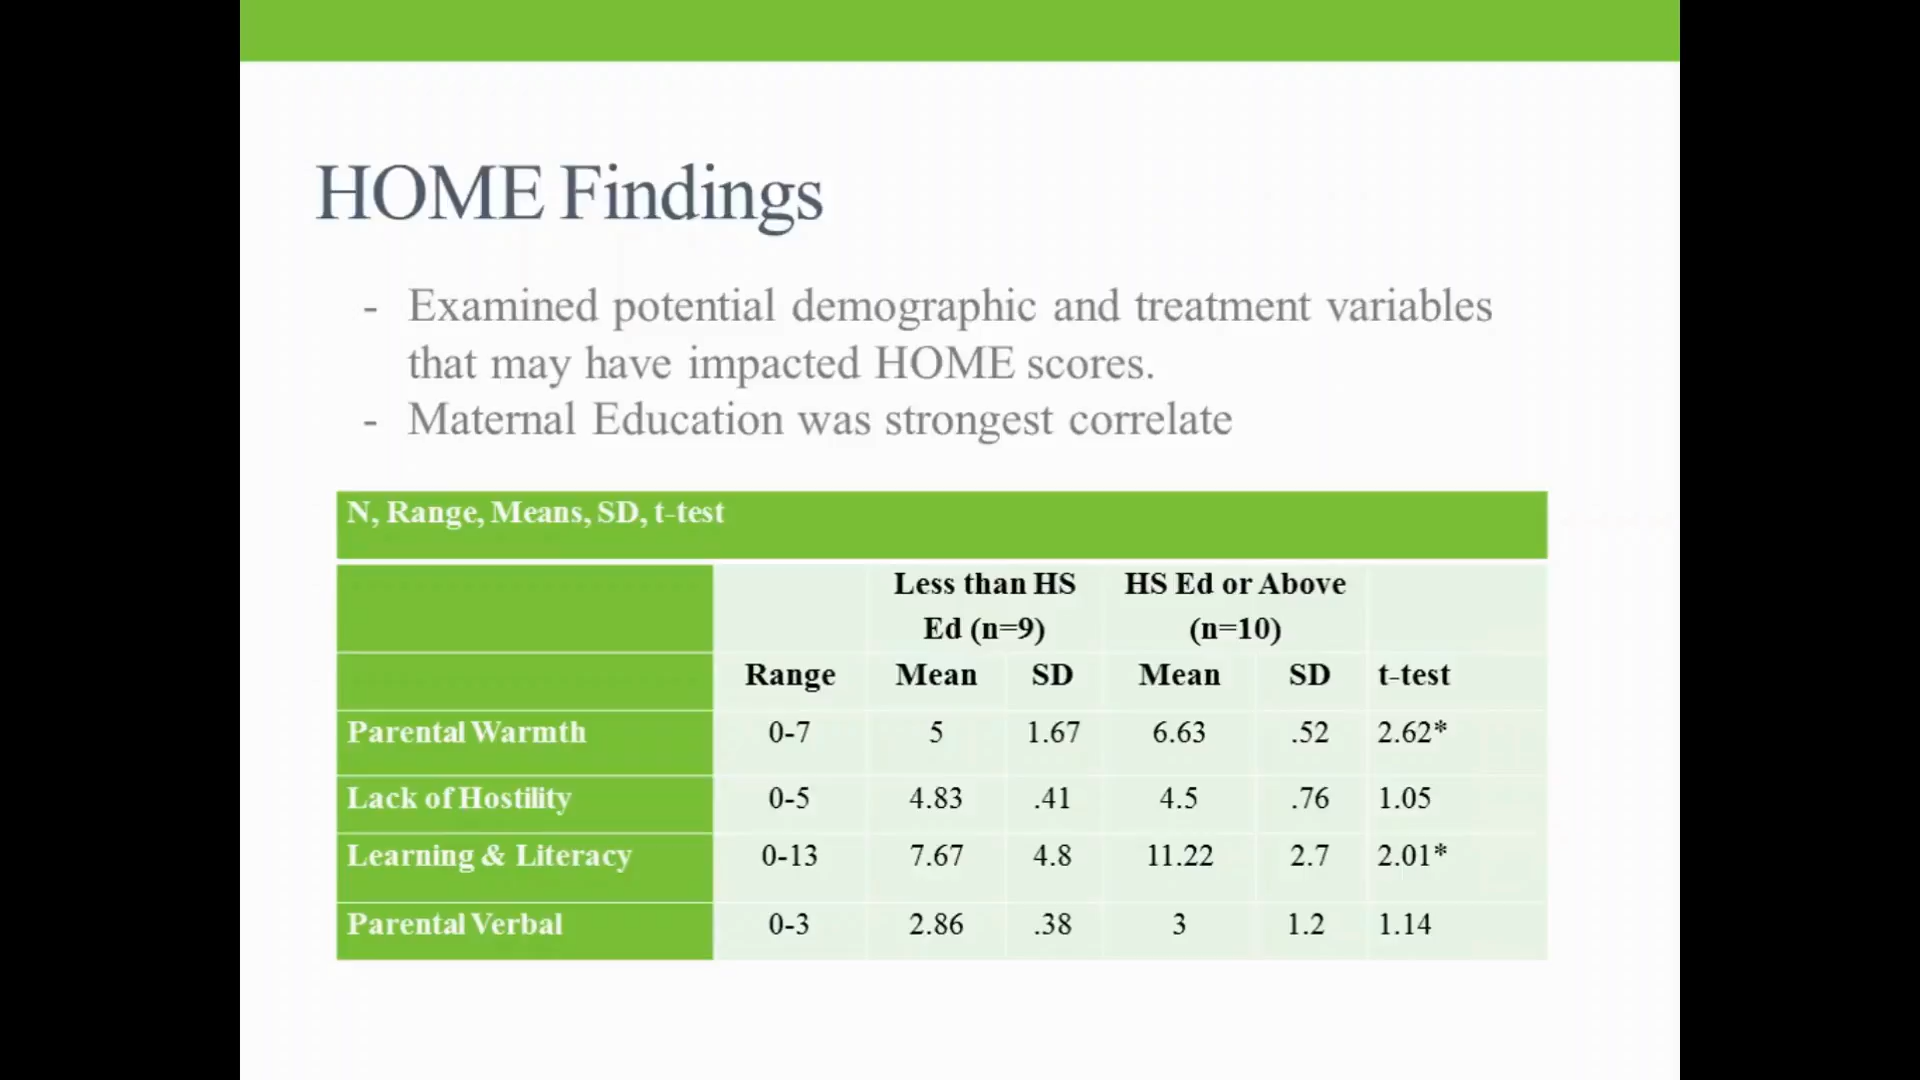 HOME Findings
- Examined potential demographic and treatment variables
that may have impacted HOME scores.
- Maternal Education was strongest correlate
N, Range, Means, SD, t-test
Less than HS Ed (n=9) HS Ed or Above (n=10)
Range Mean SD Mean SD t-test
Parental Warmth 0-7 5 1.67 6.63 .52 2.62*
Lack of Hostility 0-5 4.83 .41 4.5 .76 1.05
Learning & Literacy 0-13 7.67 4.8 11.22 2.7 2.01*
Parental Verbal 0-3 2.86 .38 3 1.2 1.14